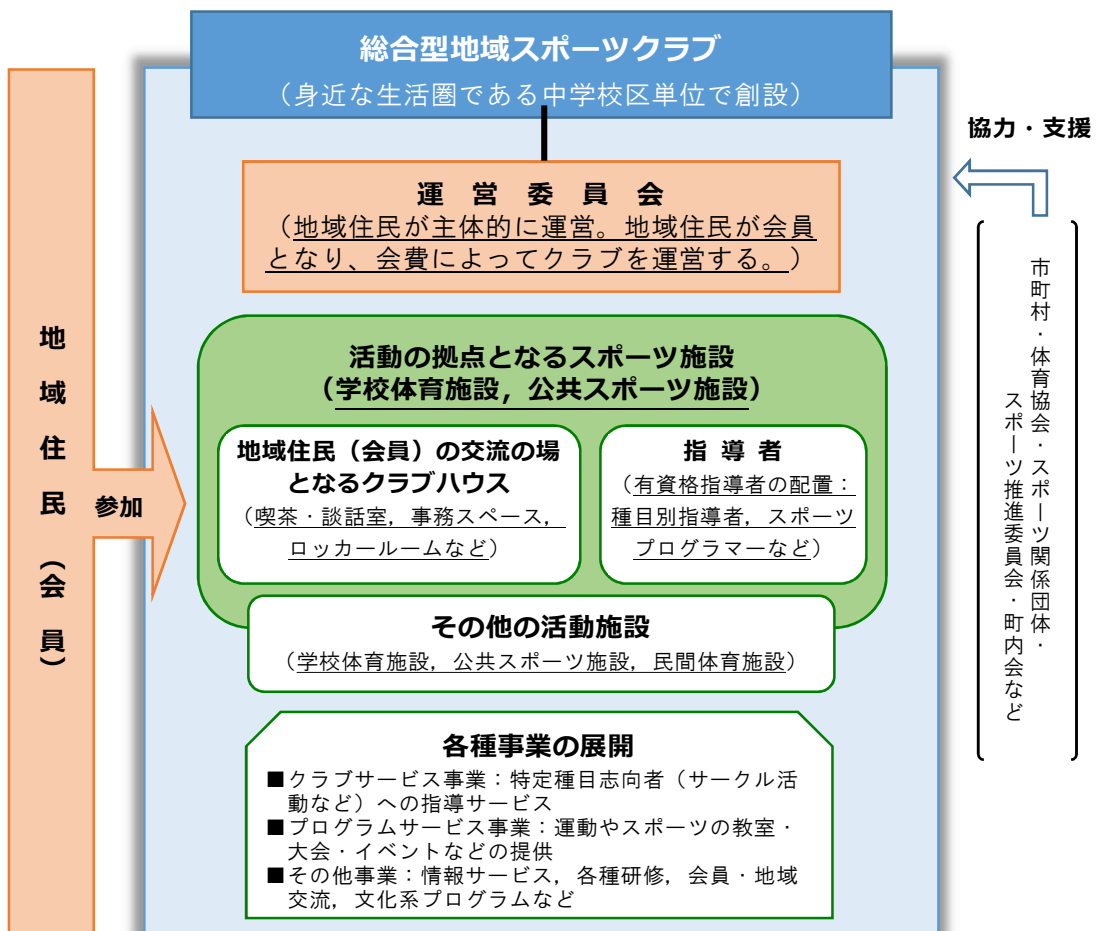 総合型地域スポーツクラブ
（身近な生活圏である中学校区単位で創設）
運営委員会
（地域住民が主体的に運営。地域住民が会員
となり、会費によってクラブを運営する。）
活動の拠点となるスポーツ施設
（学校体育施設，公共スポーツ施設）
地域住民（会員）の交流の場
となるクラブハウス
（喫茶・談話室，事務スペース，
ロッカールームなど）
指導者
（有資格指導者の配置：
種目別指導者，スポーツ
プログラマーなど）
その他の活動施設
（学校体育施設，公共スポーツ施設，民間体育施設）
各種事業の展開
■クラブサービス事業：特定種目志向者（サークル活
動など）への指導サービス
■プログラムサービス事業：運動やスポーツの教室・
大会・イベントなどの提供
■その他事業：情報サービス，各種研修，会員・地域
交流，文化系プログラムなど
地域住民（会員）
参加
協力・支援
市町村・体育協会・スポーツ関係団体・
スポーツ推進委員会・町内会など